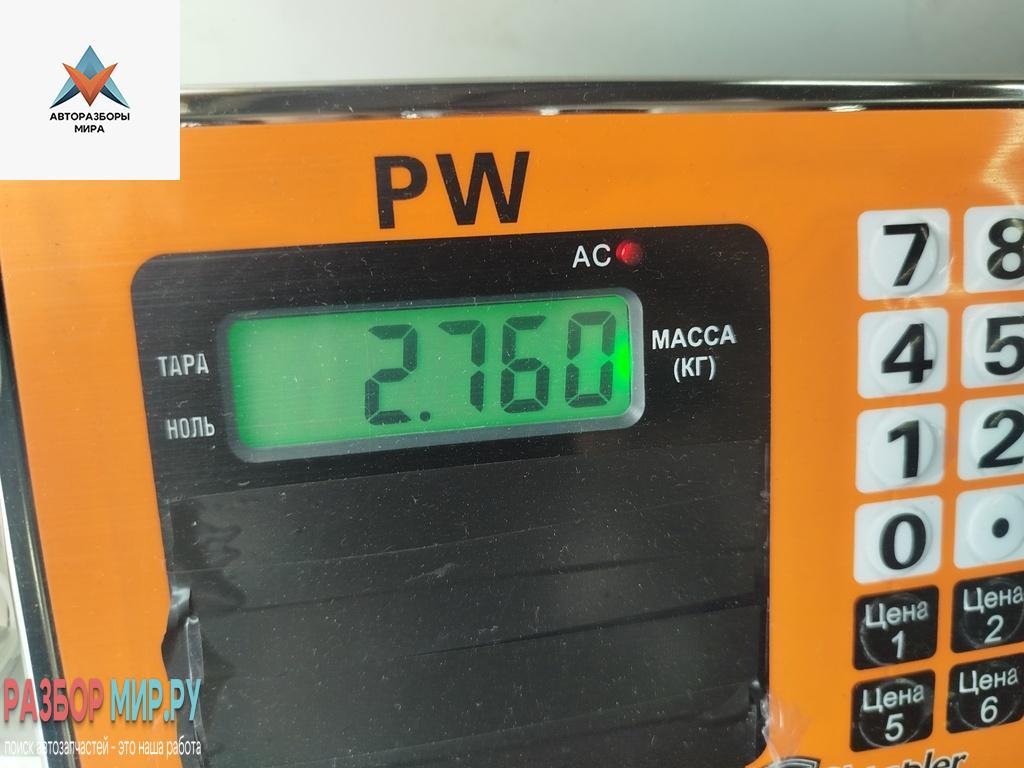 АВТОРАЗБОРЫ
МИРА
PW
AC
2.760
МАССА
(КГ)
ТАРА
НОЛЬ
7 8
4 5
1 2
0 .
Цена 1
Цена 2
Цена 5
Цена 6
РАЗБОР МИР.РУ
поиск автозапчастей - это наша работа